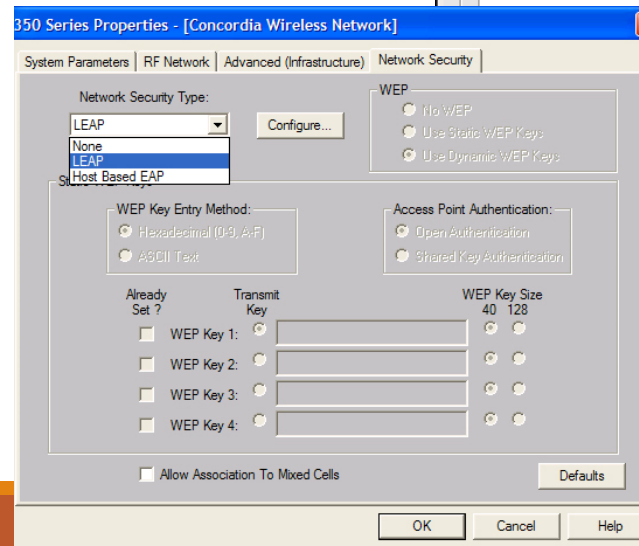 350 Series Properties - [Concordia Wireless Network]
System Parameters RF Network Advanced (Infrastructure) Network Security
Network Security Type:
LEAP
Configure...
None
LEAP
Host Based EAP
WEP
No WEP
Use Static WEP Keys
Use Dynamic WEP Keys
WEP Key Entry Method:
Hexadecimal (0-9, A-F)
ASCII Text
Access Point Authentication:
Open Authentication
Shared Key Authentication
Already Set ?
Transmit Key
WEP Key Size
40 128
WEP Key 1:
WEP Key 2:
WEP Key 3:
WEP Key 4:
Allow Association To Mixed Cells
Defaults
OK Cancel Help